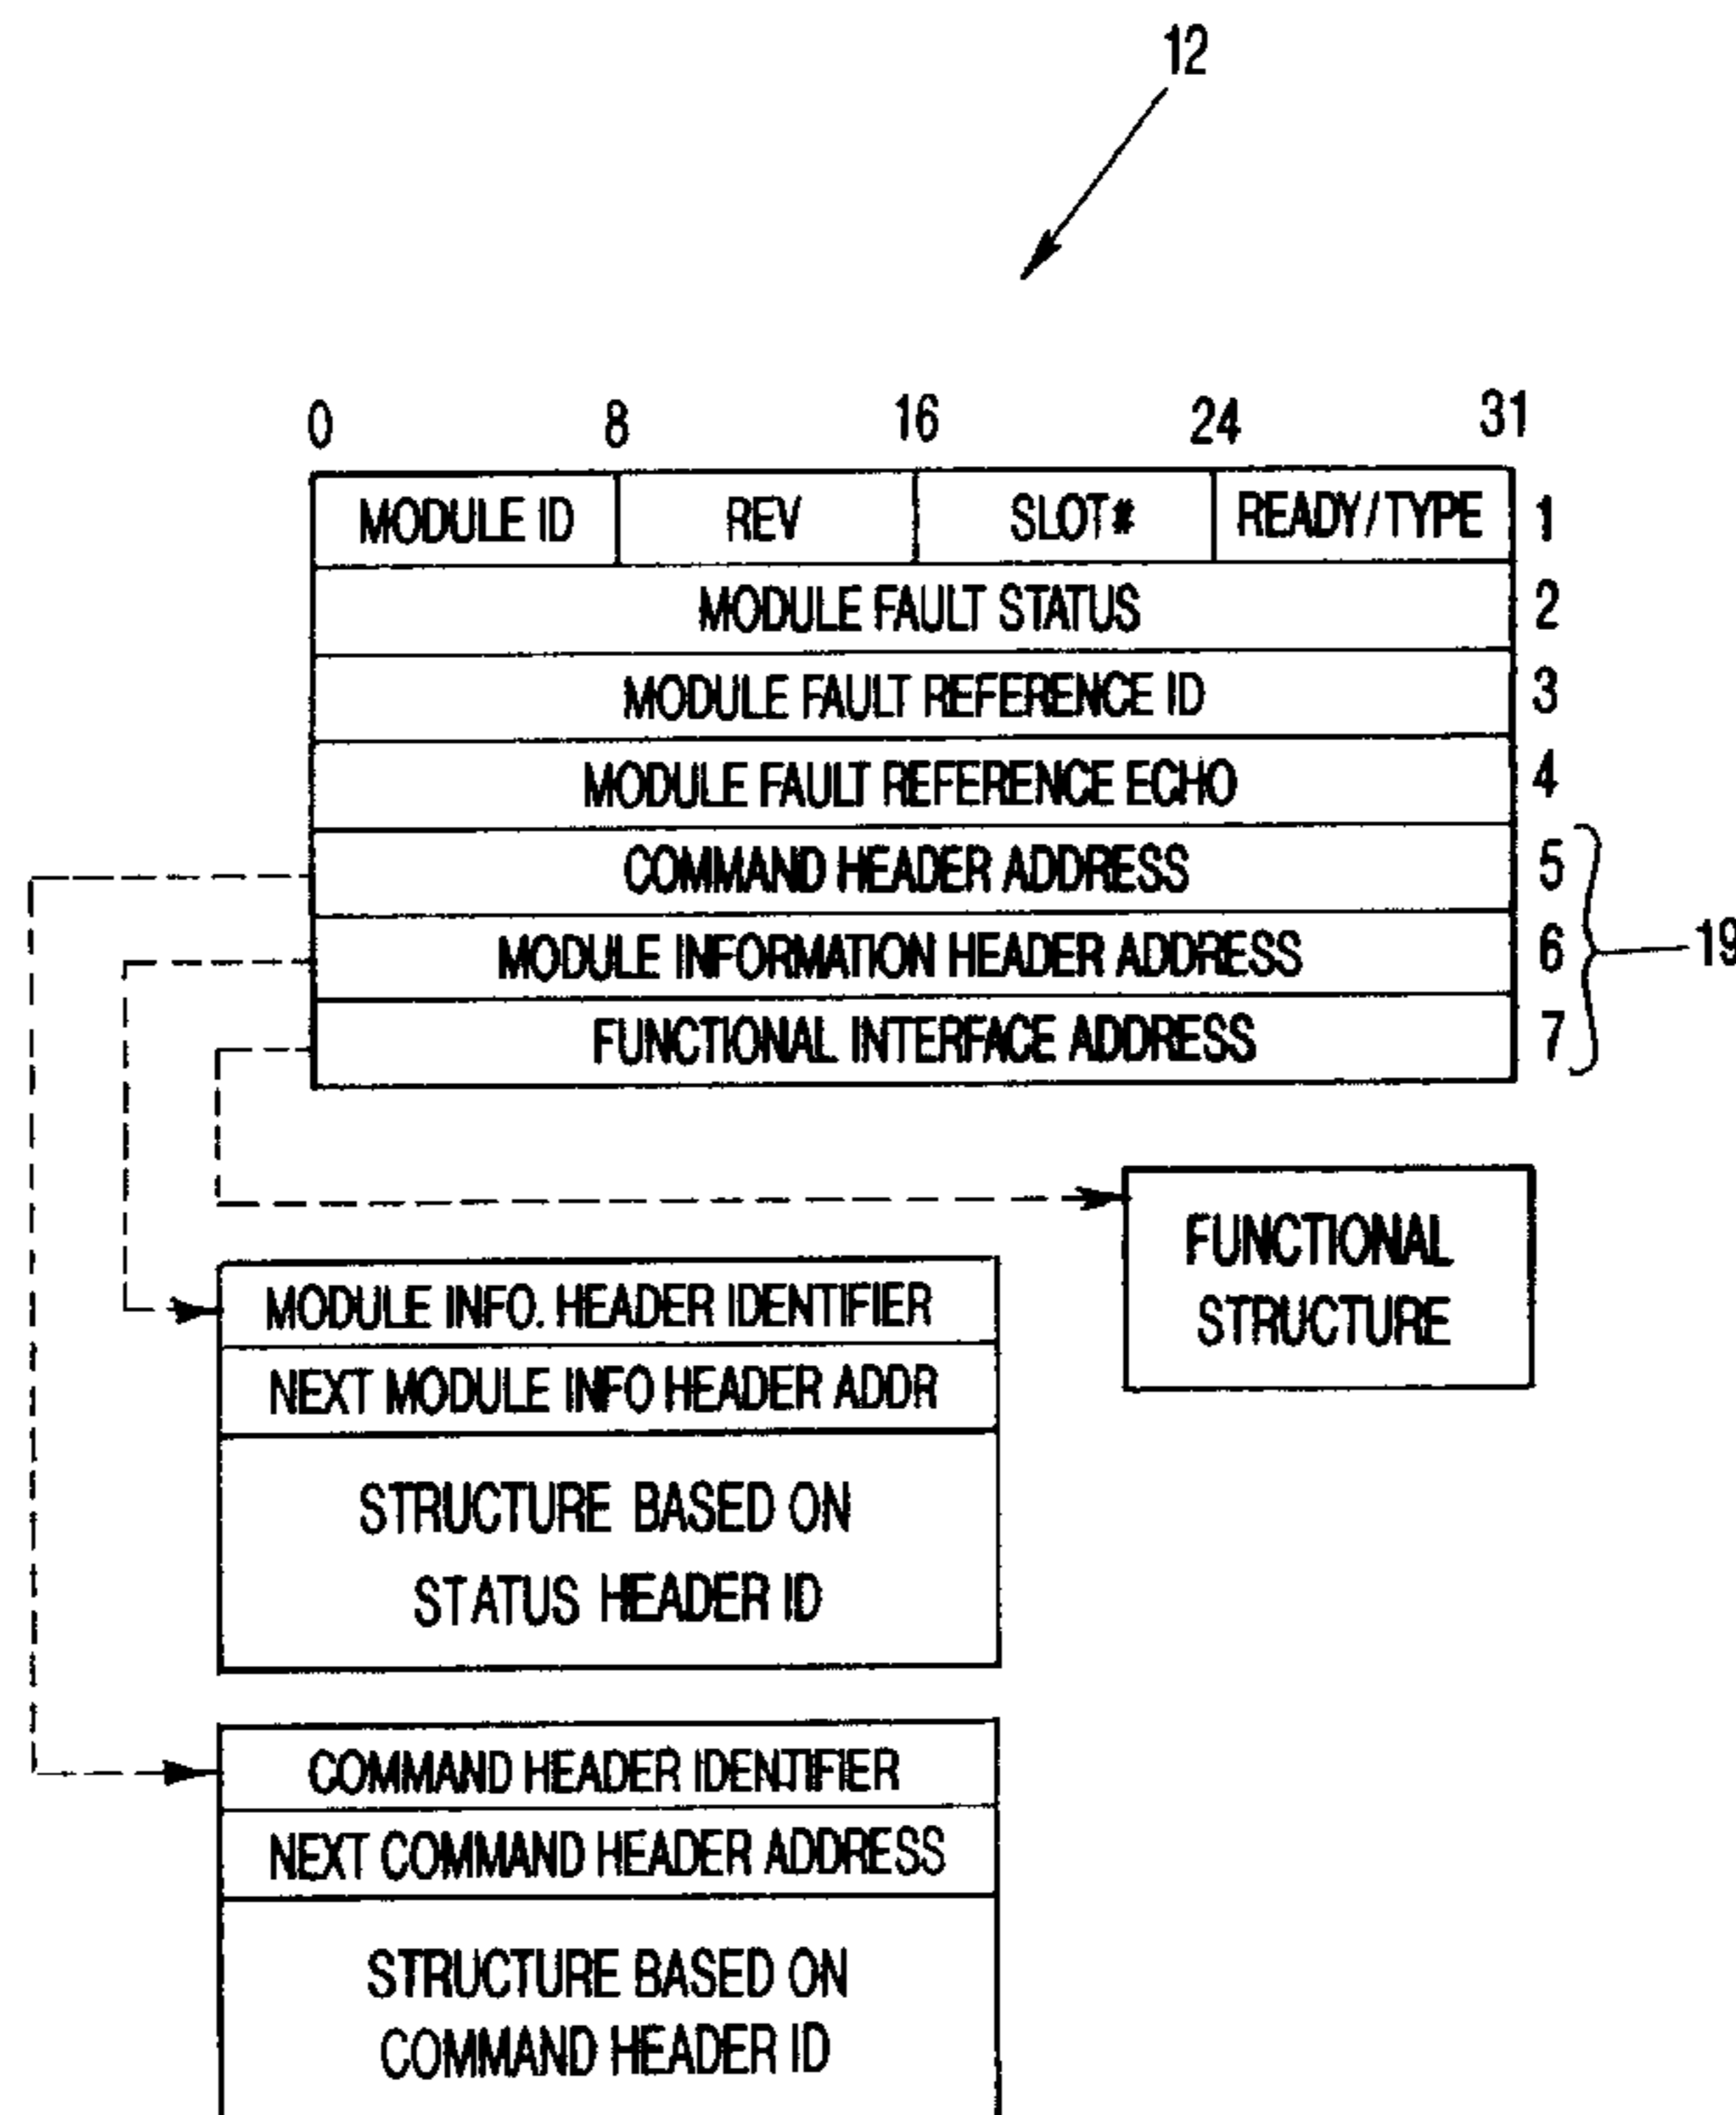 12
0 8 16 24 31
MODULE ID REV SLOT# READY/TYPE 1
MODULE FAULT STATUS 2
MODULE FAULT REFERENCE ID 3
MODULE FAULT REFERENCE ECHO 4
COMMAND HEADER ADDRESS 5
MODULE INFORMATION HEADER ADDRESS 6 19
FUNCTIONAL INTERFACE ADDRESS 7
FUNCTIONAL
STRUCTURE
MODULE INFO. HEADER IDENTIFIER
NEXT MODULE INFO HEADER ADDR
STRUCTURE BASED ON
STATUS HEADER ID
COMMAND HEADER IDENTIFIER
NEXT COMMAND HEADER ADDRESS
STRUCTURE BASED ON
COMMAND HEADER ID